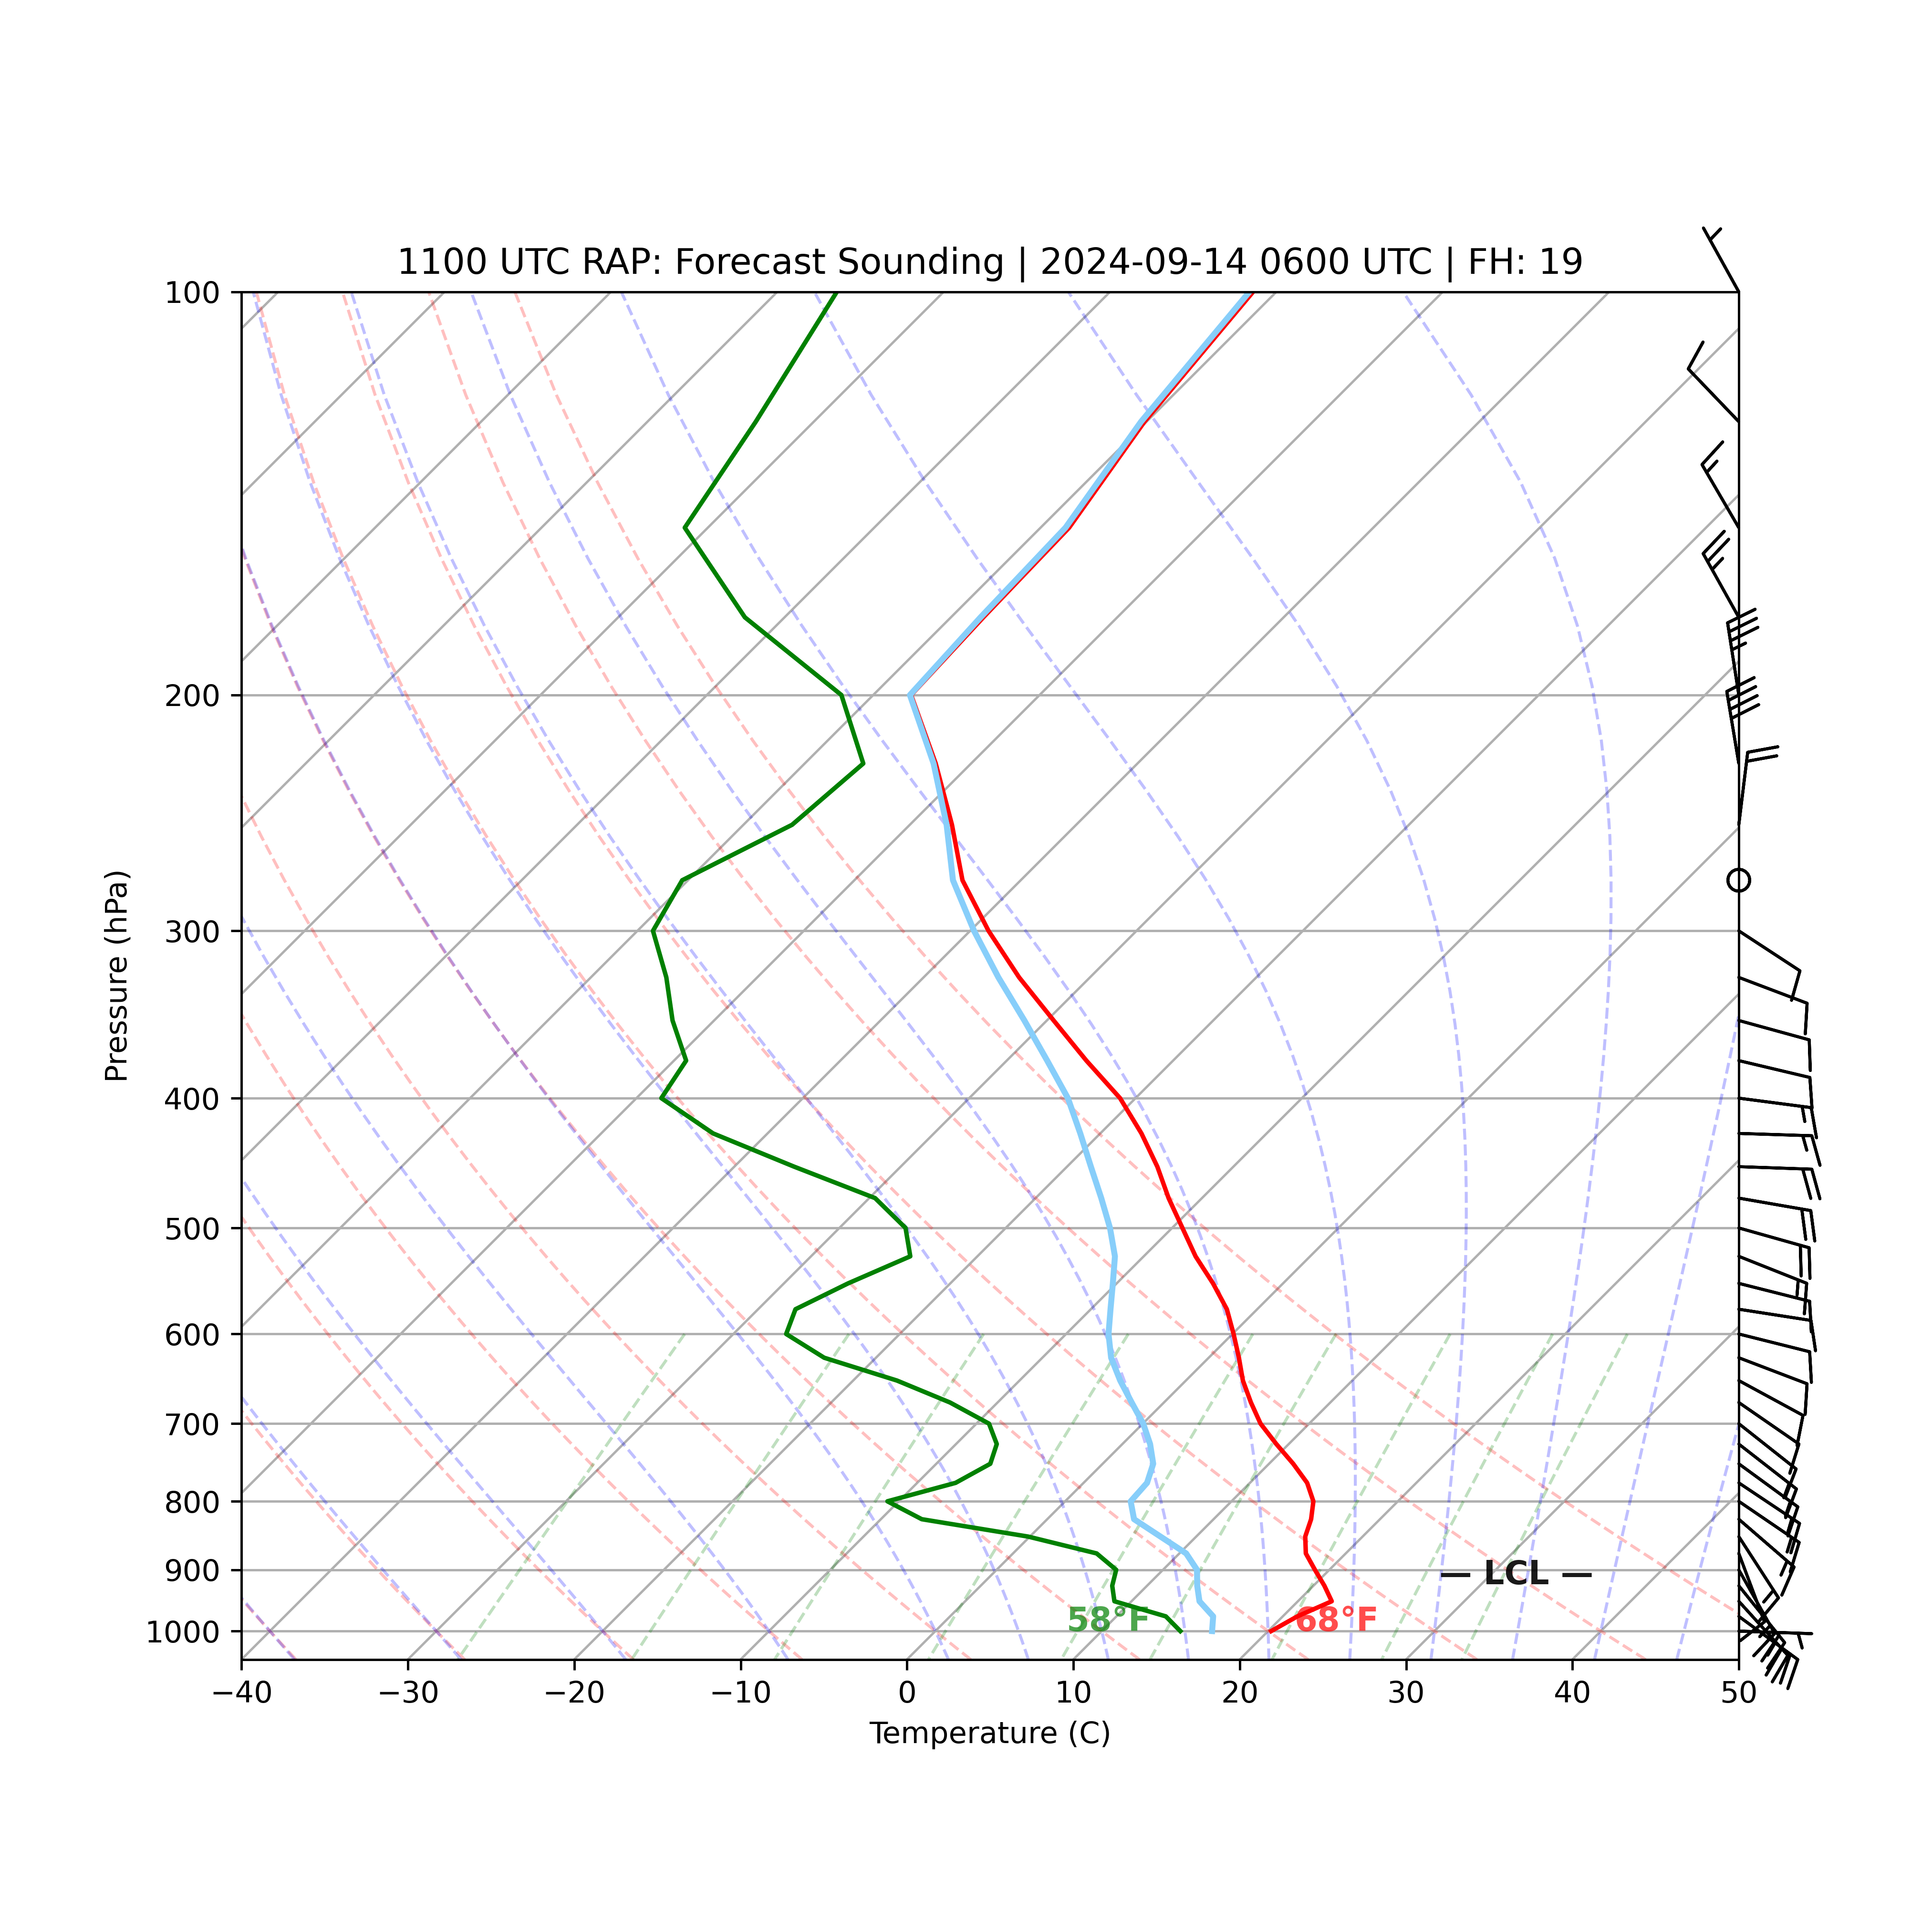 1100 UTC RAP: Forecast Sounding | 2024-09-14 0600 UTC | FH: 19
100
200
300
400
500
600
700
800
900
1000
Pressure (hPa)
— LCL —
58°F
68°F
−40 −30 −20 −10 0 10 20 30 40 50
Temperature (C)